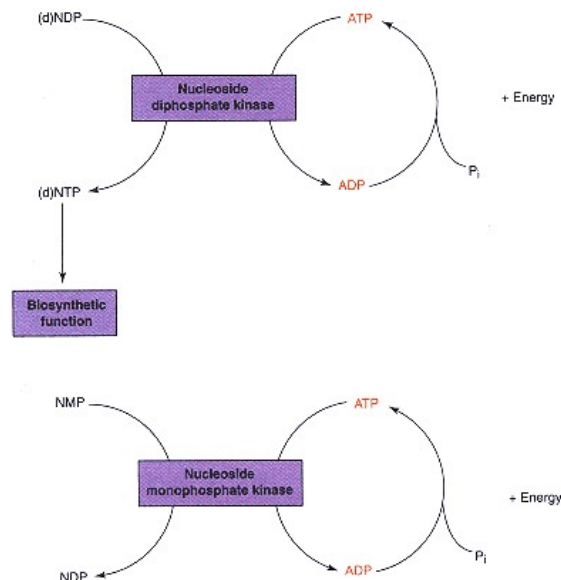 (d)NDP
ATP
Nucleoside
diphosphate kinase
+ Energy
(d)NTP
ADP
Pi
Biosynthetic
function
NMP
ATP
Nucleoside
monophosphate kinase
+ Energy
NDP
ADP
Pi